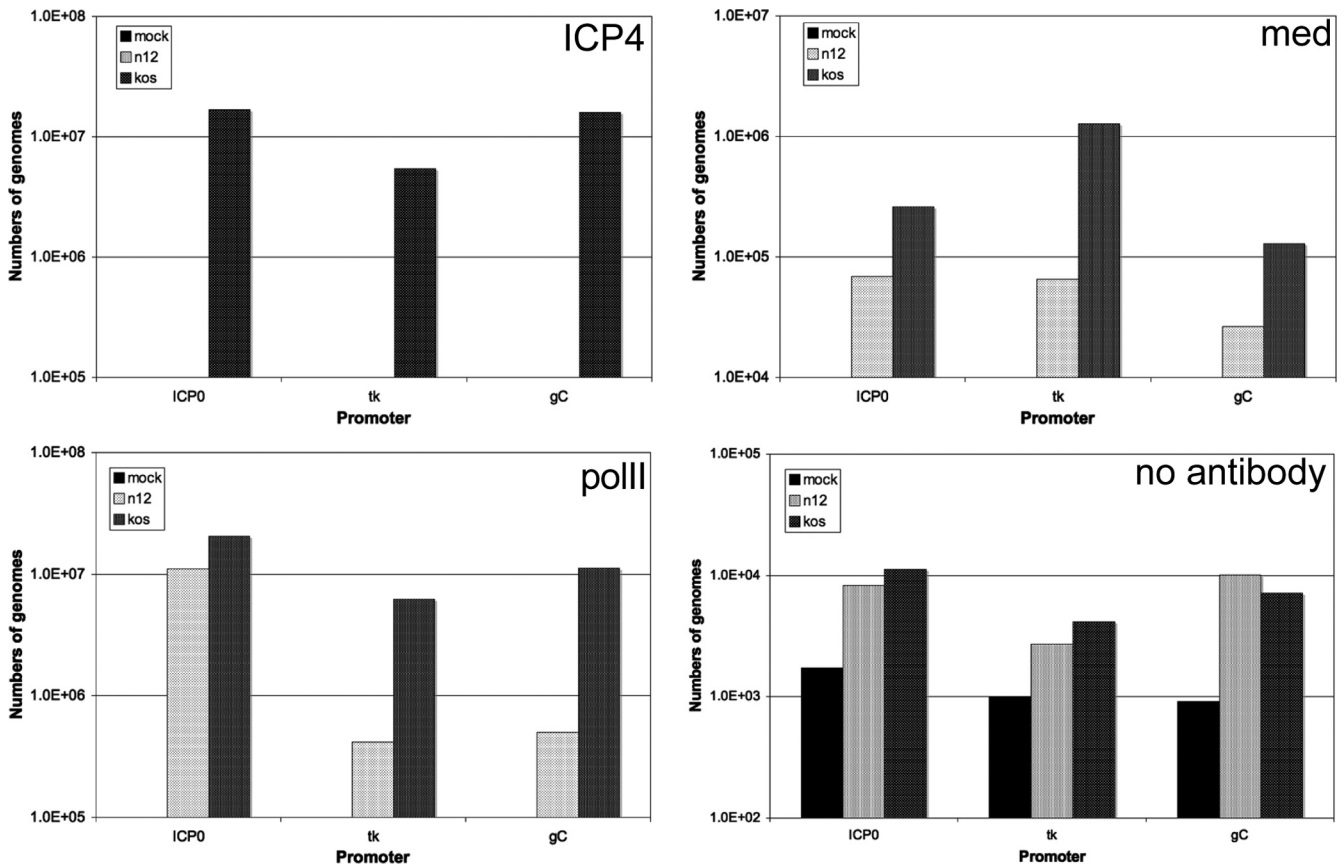 ICP4
mock
n12
kos
Numbers of genomes
1.0E+08
1.0E+07
1.0E+06
1.0E+05
ICP0 tk gC
Promoter
med
mock
n12
kos
Numbers of genomes
1.0E+07
1.0E+06
1.0E+05
1.0E+04
ICP0 tk gC
Promoter
polII
mock
n12
kos
Numbers of genomes
1.0E+08
1.0E+07
1.0E+06
1.0E+05
ICP0 tk gC
Promoter
no antibody
mock
n12
kos
Numbers of genomes
1.0E+05
1.0E+04
1.0E+03
1.0E+02
ICP0 tk gC
Promoter